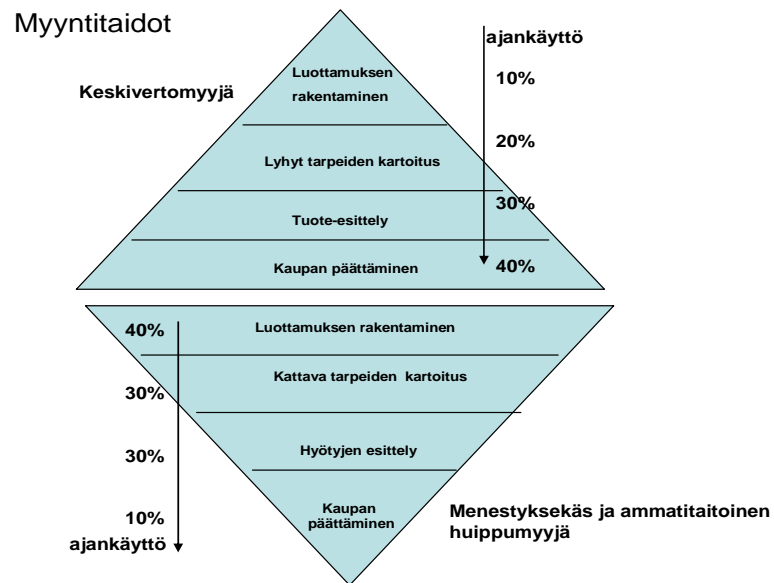 Myyntitaidot
Keskivertomyyjä
ajankäyttö
Luottamuksen
rakentaminen
10%
Lyhyt tarpeiden kartoitus
20%
Tuote-esittely
30%
Kaupan päättäminen
40%
40%
Luottamuksen rakentaminen
30%
Kattava tarpeiden kartoitus
30%
Hyötyjen esittely
10%
Kaupan
päättäminen
ajankäyttö
Menestyksekäs ja ammatitaitoinen
huippumyyjä